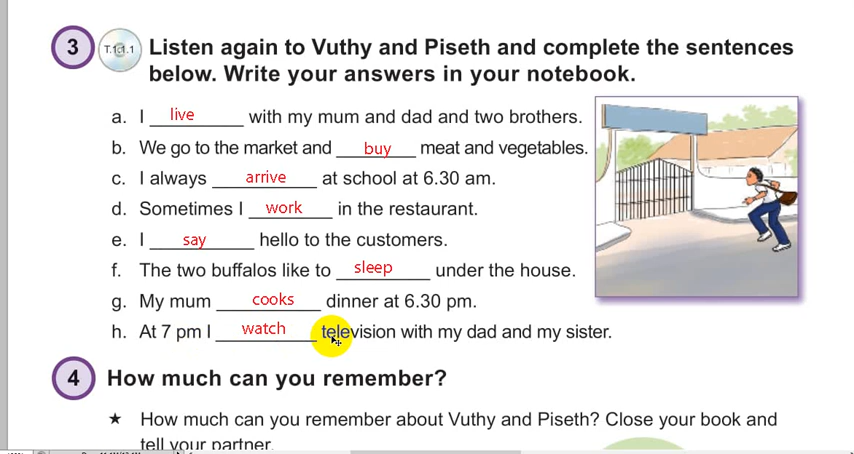 3 T.1.1.1 Listen again to Vuthy and Piseth and complete the sentences
below. Write your answers in your notebook.
a. I live with my mum and dad and two brothers.
b. We go to the market and buy meat and vegetables.
c. I always arrive at school at 6.30 am.
d. Sometimes I work in the restaurant.
e. I say hello to the customers.
f. The two buffalos like to sleep under the house.
g. My mum cooks dinner at 6.30 pm.
h. At 7 pm I watch television with my dad and my sister.
4 How much can you remember?
★ How much can you remember about Vuthy and Piseth? Close your book and
tell your partner.